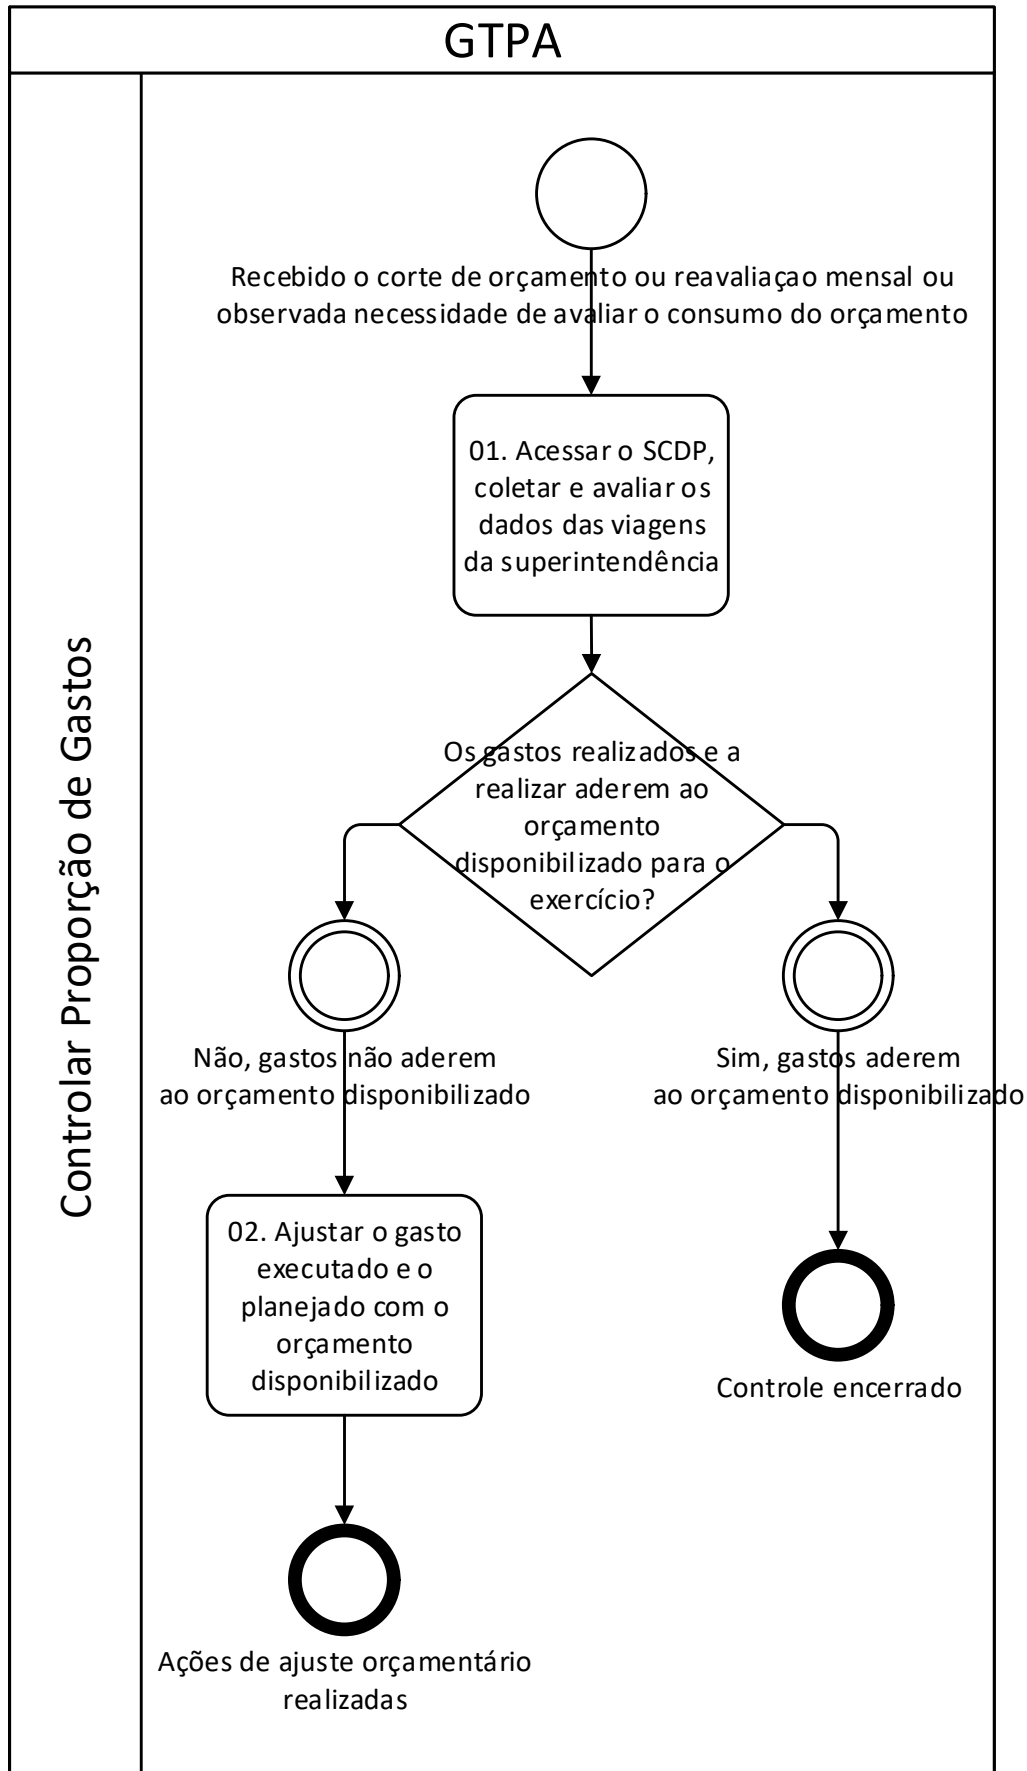 GTPA
Controlar Proporção de Gastos
Recebido o corte de orçamento ou reavaliaçao mensal ou
observada necessidade de avaliar o consumo do orçamento
01. Acessar o SCDP,
coletar e avaliar os
dados das viagens
da superintendência
Os gastos realizados e a
realizar aderem ao
orçamento
disponibilizado para o
exercício?
Não, gastos não aderem
ao orçamento disponibilizado
Sim, gastos aderem
ao orçamento disponibilizado
02. Ajustar o gasto
executado e o
planejado com o
orçamento
disponibilizado
Controle encerrado
Ações de ajuste orçamentário
realizadas